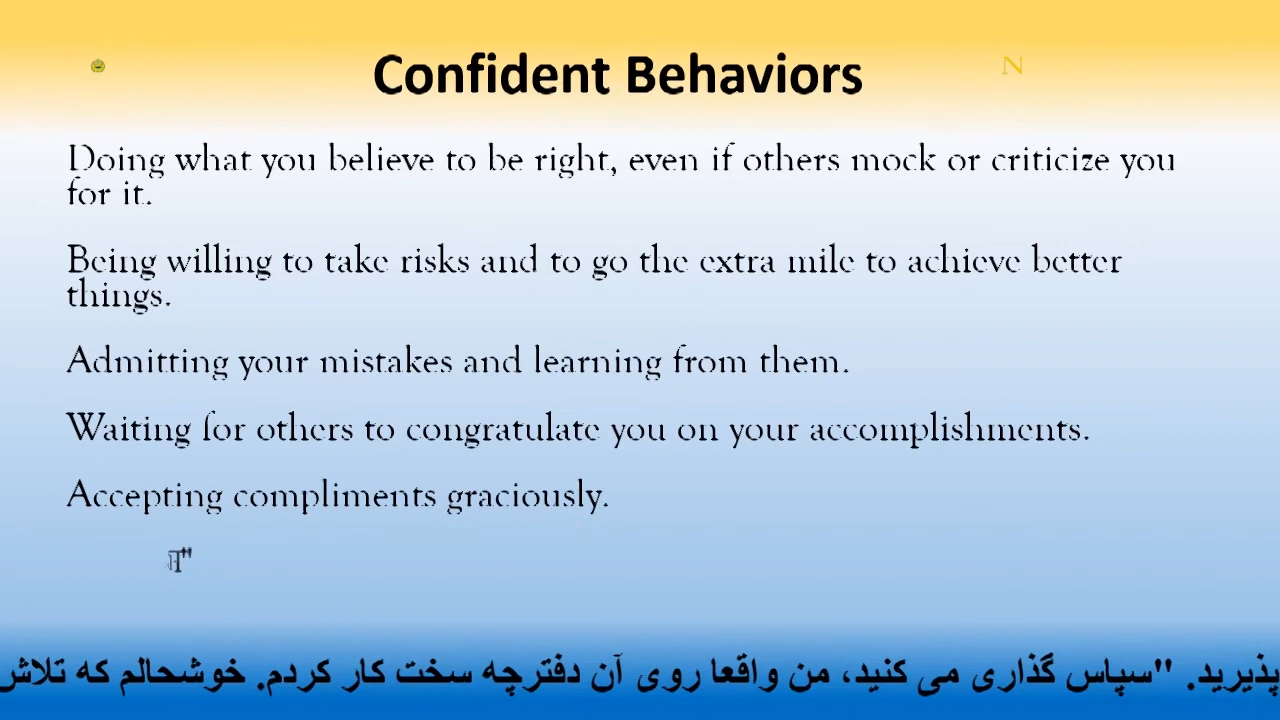 Confident Behaviors
N
Doing what you believe to be right, even if others mock or criticize you
for it.
Being willing to take risks and to go the extra mile to achieve better
things.
Admitting your mistakes and learning from them.
Waiting for others to congratulate you on your accomplishments.
Accepting compliments graciously.
پذیرید. "سپاس گذاری می کنید، من واقعا روی آن دفترچه سخت کار کردم. خوشحالم که تلاش